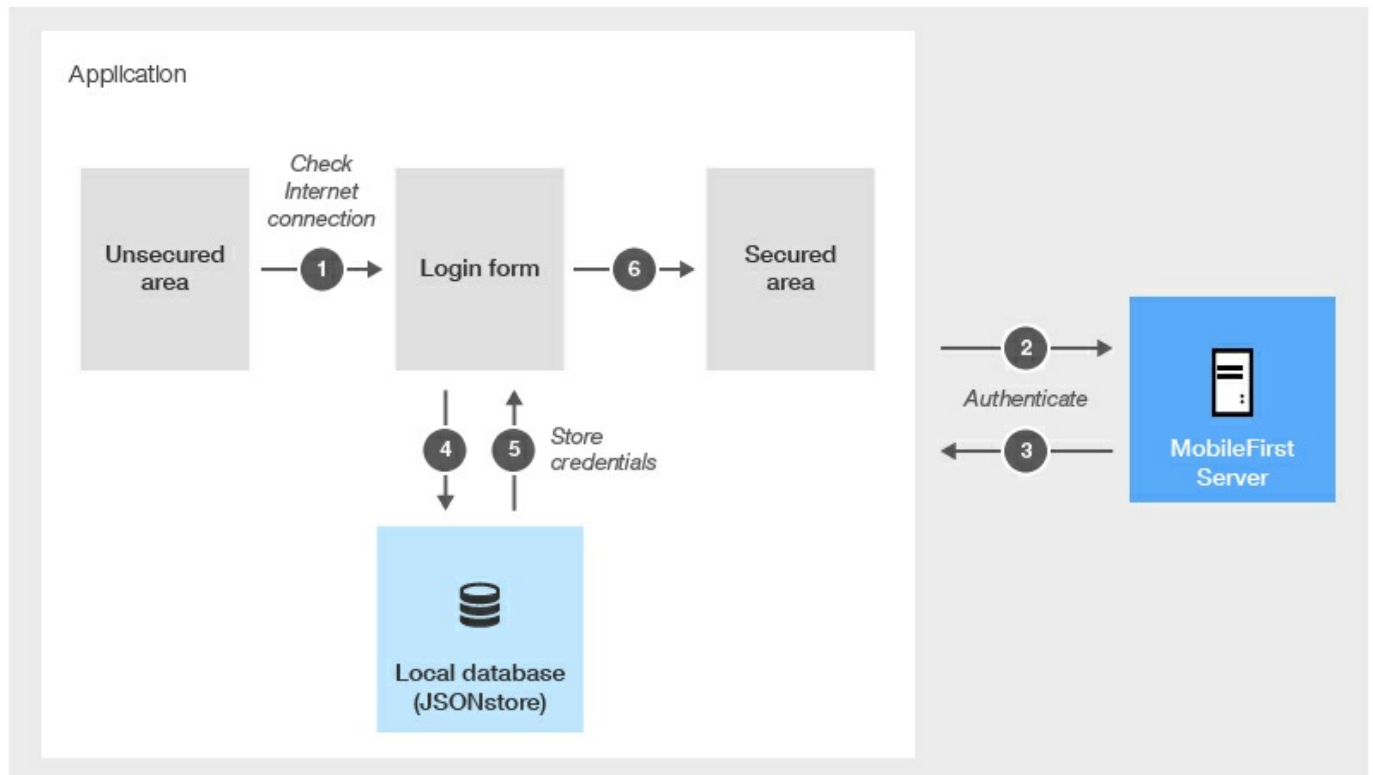 Application
Check
Internet
connection
Unsecured
area
1
Login form
6
Secured
area
2
Authenticate
3
MobileFirst
Server
4
5
Store
credentials
Local database
(JSONstore)